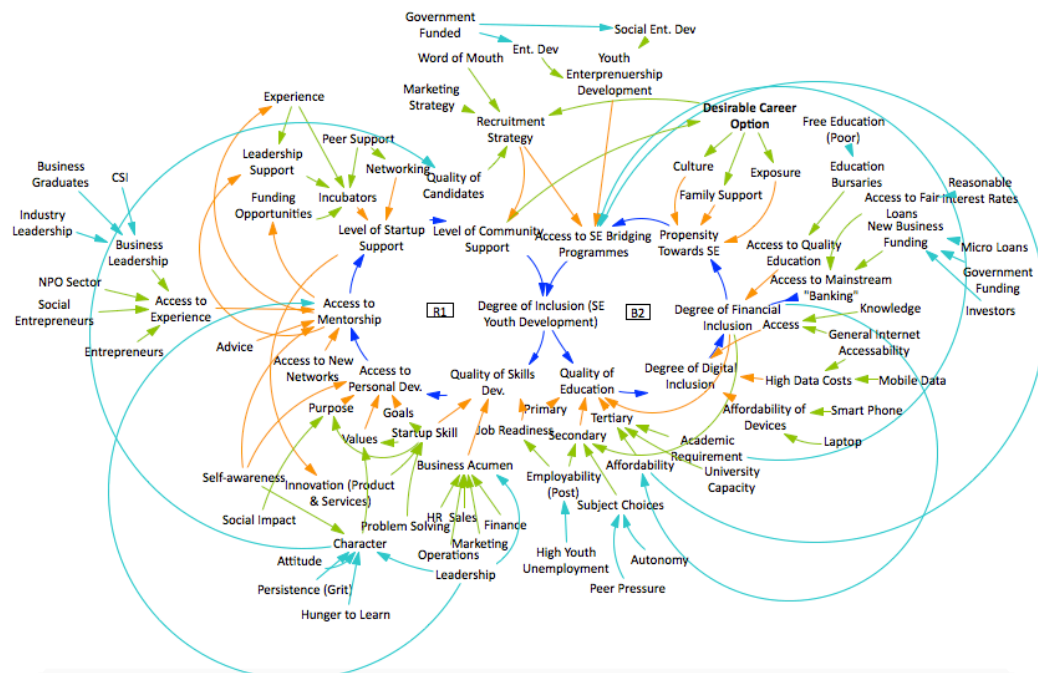 Government
Funded
Social Ent. Dev
Ent. Dev
Word of Mouth
Youth
Enterprenuership
Development
Marketing
Strategy
Experience
Desirable Career
Option
Recruitment
Strategy
Free Education
(Poor)
Peer Support
Leadership
Support
Networking
Business
Graduates
CSI
Quality of
Candidates
Culture
Exposure
Education
Bursaries
Family Support
Reasonable
Interest Rates
Access to Fair
Loans
Funding
Opportunities
Incubators
Industry
Leadership
Business
Leadership
Level of Startup
Support
Level of Community
Support
Access to SE Bridging
Programmes
Propensity
Towards SE
New Business
Funding
Access to Quality
Education
Micro Loans
Government
Funding
Access to Mainstream
"Banking"
NPO Sector
Social
Entrepreneurs
Access to
Experience
Access to
Mentorship
R1
Degree of Inclusion (SE
Youth Development)
B2
Degree of Financial
Inclusion
Knowledge
Investors
Access
General Internet
Accessability
Entrepreneurs
Advice
Access to New
Networks
Access to
Personal Dev.
Quality of Skills
Dev.
Quality of
Education
Degree of Digital
Inclusion
High Data Costs
Mobile Data
Purpose
Goals
Primary
Tertiary
Affordability of
Devices
Smart Phone
Values
Startup Skill
Job Readiness
Secondary
Academic
Requirement
Laptop
Business Acumen
Affordability
University
Capacity
Self-awareness
Innovation (Product
& Services)
Employability
(Post)
Subject Choices
Social Impact
Problem Solving
HR
Sales
Finance
Marketing
Character
Operations
High Youth
Unemployment
Autonomy
Attitude
Leadership
Persistence (Grit)
Peer Pressure
Hunger to Learn